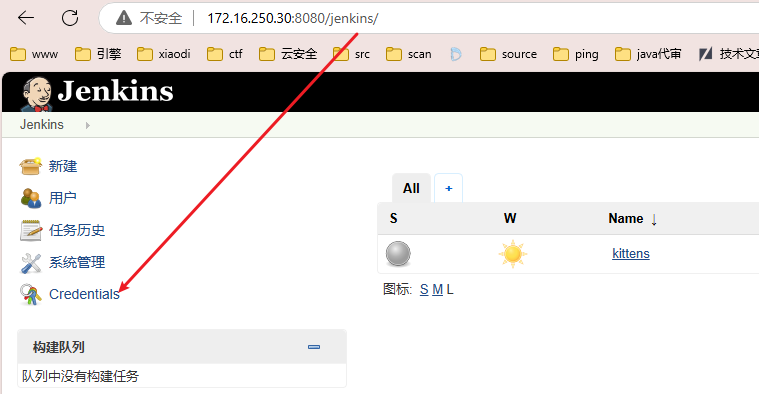 不安全 172.16.250.30:8080/jenkins/
www 引擎 xiaodi ctf 云安全 src scan source ping java代审 技术文章
Jenkins
Jenkins
新建
用户
任务历史
系统管理
Credentials
All +
S W Name ↓
kittens
图标: S M L
构建队列
队列中没有构建任务